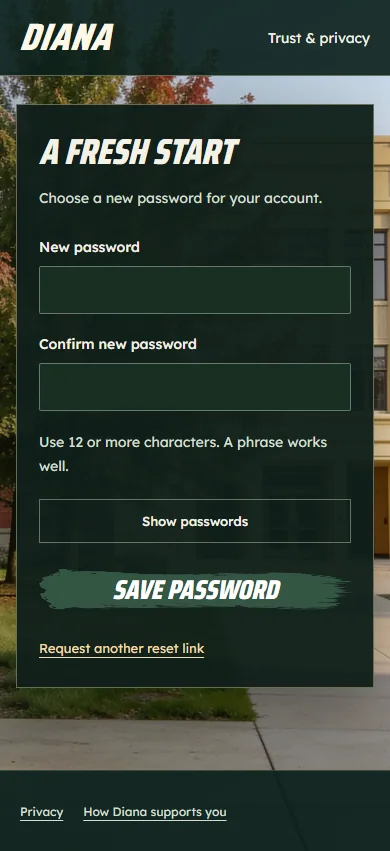 DIANA
Trust & privacy
A FRESH START
Choose a new password for your account.
New password
Confirm new password
Use 12 or more characters. A phrase works
well.
Show passwords
SAVE PASSWORD
Request another reset link
Privacy
How Diana supports you